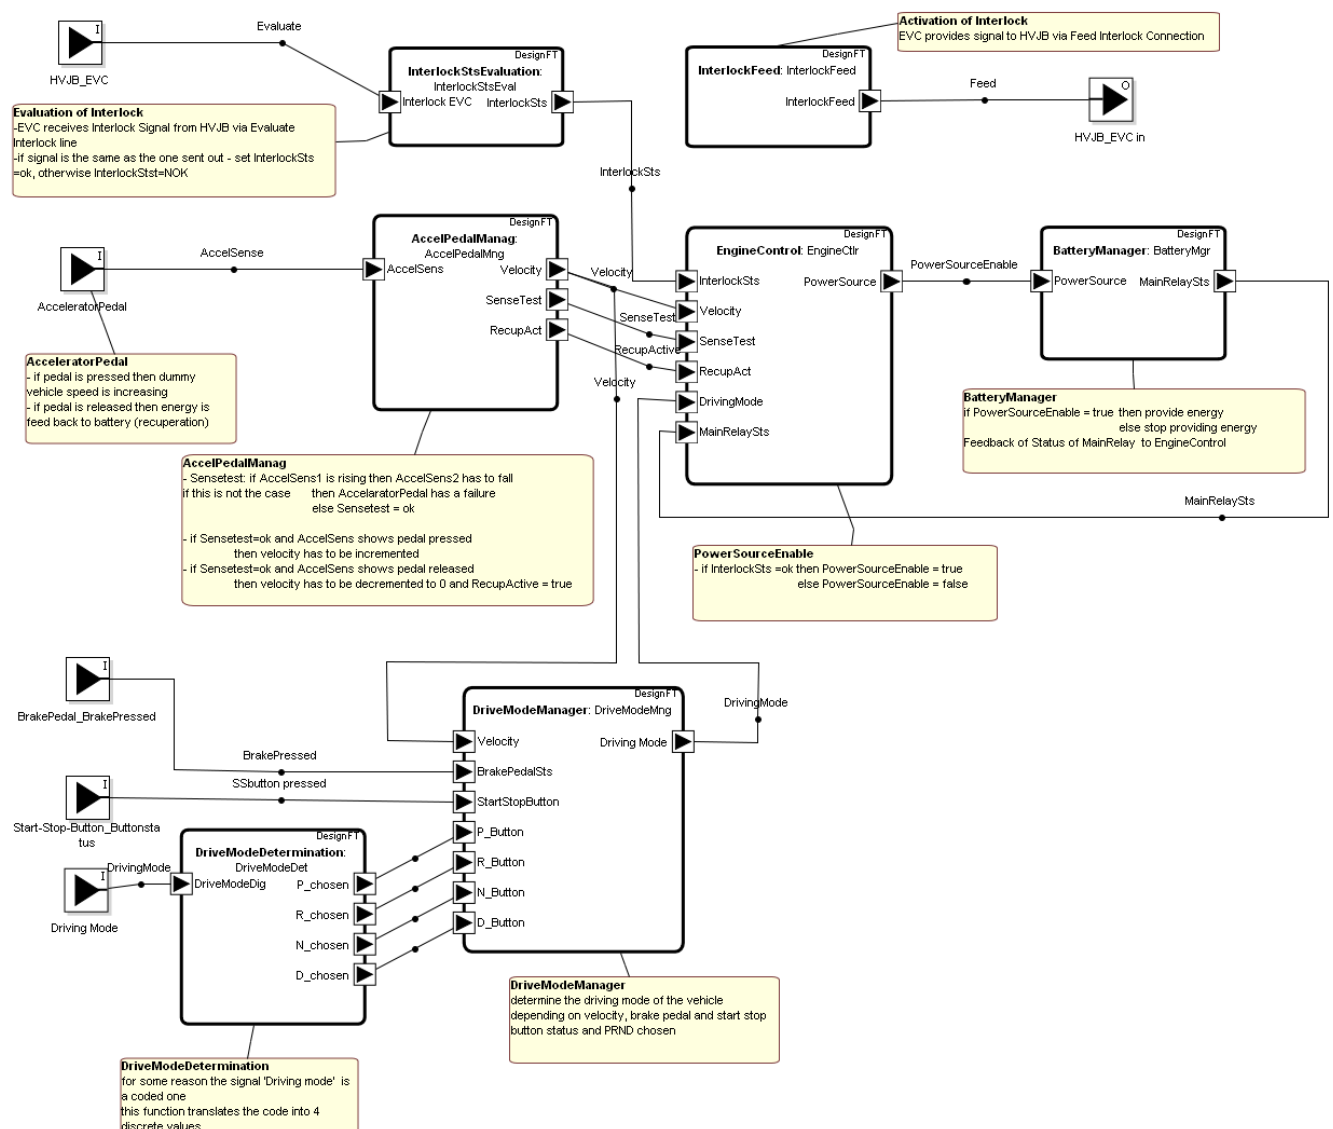 Evaluate
I
HVJB_EVC
Evaluation of Interlock
-EVC receives Interlock Signal from HVJB via Evaluate
Interlock line
-if signal is the same as the one sent out - set InterlockSts
=ok, otherwise InterlockStst=NOK
DesignFT
InterlockStsEvaluation:
InterlockStsEval
Interlock EVC
InterlockSts
InterlockSts
Activation of Interlock
EVC provides signal to HVJB via Feed Interlock Connection
DesignFT
InterlockFeed: InterlockFeed
InterlockFeed
Feed
O
HVJB_EVC in
I
AcceleratorPedal
AccelSense
AcceleratorPedal
- if pedal is pressed then dummy
vehicle speed is increasing
- if pedal is released then energy is
feed back to battery (recuperation)
DesignFT
AccelPedalManag:
AccelPedalMng
AccelSens
Velocity
SenseTest
RecupAct
Velocity
SenseTest
RecupActive
Velocity
AccelPedalManag
- Sensetest: if AccelSens1 is rising then AccelSens2 has to fall
if this is not the case then AccelaratorPedal has a failure
else Sensetest = ok
- if Sensetest=ok and AccelSens shows pedal pressed
then velocity has to be incremented
- if Sensetest=ok and AccelSens shows pedal released
then velocity has to be decremented to 0 and RecupActive = true
DesignFT
EngineControl: EngineCtlr
InterlockSts
PowerSource
Velocity
SenseTest
RecupAct
DrivingMode
MainRelaySts
PowerSourceEnable
DesignFT
BatteryManager: BatteryMgr
PowerSource
MainRelaySts
BatteryManager
if PowerSourceEnable = true then provide energy
else stop providing energy
Feedback of Status of MainRelay to EngineControl
MainRelaySts
PowerSourceEnable
- if InterlockSts =ok then PowerSourceEnable = true
else PowerSourceEnable = false
I
BrakePedal_BrakePressed
BrakePressed
I
SSbutton pressed
Start-Stop-Button_Buttonsta
tus
I
DrivingMode
Driving Mode
DesignFT
DriveModeDetermination:
DriveModeDet
DriveModeDig
P_chosen
R_chosen
N_chosen
D_chosen
DesignFT
DriveModeManager: DriveModeMng
Velocity
Driving Mode
BrakePedalSts
StartStopButton
P_Button
R_Button
N_Button
D_Button
DrivingMode
DriveModeManager
determine the driving mode of the vehicle
depending on velocity, brake pedal and start stop
button status and PRND chosen
DriveModeDetermination
for some reason the signal 'Driving mode' is
a coded one
this function translates the code into 4
discrete values